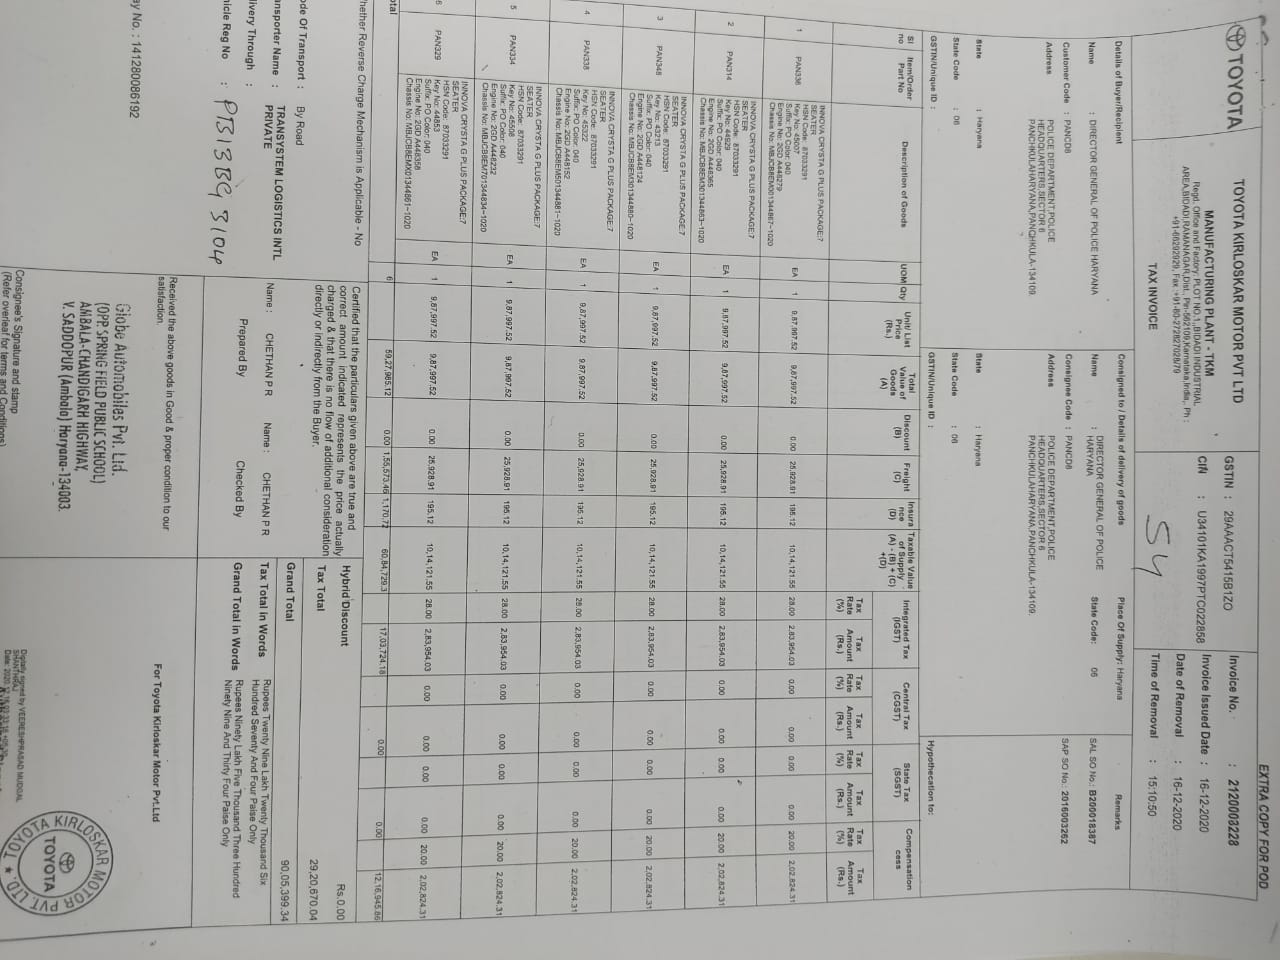 EXTRA COPY FOR POD
TOYOTA
TOYOTA KIRLOSKAR MOTOR PVT LTD
MANUFACTURING PLANT - TKM
Regd. Office and Factory: PLOT NO.1,,BIDADI INDUSTRIAL
AREA,BIDADI,RAMANAGAR,Dist., Pin-562109,Karnataka,India,. Ph :
+91-66292929, Fax :+91-80-272827028/79
TAX INVOICE
GSTIN : 29AAACT5415B1ZO
CIN : U34101KA1997PTC022858
54
Invoice No. : 2120003228
Invoice Issued Date : 16-12-2020
Date of Removal : 16-12-2020
Time of Removal : 15:10:50
Details of Buyer/Recipient
Name : DIRECTOR GENERAL OF POLICE HARYANA
Customer Code : PANCD8
Address POLICE DEPARTMENT,POLICE
HEADQUARTERS,SECTOR 6
PANCHKULAHARYANA,PANCHKULA-134109.
State : Haryana
State Code : 06
GSTIN/Unique ID :
Consigned to / Details of delivery of goods Place Of Supply: Haryana
Name : DIRECTOR GENERAL OF POLICE
HARYANA
State Code: 06
Consignee Code : PANCD8
Address POLICE DEPARTMENT,POLICE
HEADQUARTERS,SECTOR 6
PANCHKULAHARYANA,PANCHKULA-134109.
State : Haryana
State Code : 06
GSTIN/Unique ID :
Remarks
SAL SO No.: B200018387
SAP SO No.: 2016003262
Hypothecation to:
Sl no Item/Order Part No Description of Goods UOM Qty Unit/ List Price (Rs.) Total Value of Goods (A) Discount (B) Freight (C) Insura nce (D) Taxable Value of Supply (A) - (B) + (C) +(D) Integrated Tax (IGST) Central Tax (CGST) State Tax (SGST) Compensation cess
Tax Rate (%) Tax Amount (Rs.) Tax Rate (%) Tax Amount (Rs.) Tax Rate (%) Tax Amount (Rs.) Tax Rate (%) Tax Amount (Rs.)
INNOVA CRYSTA G PLUS PACKAGE:7
SEATER
HSN Code: 87033291
Key No: 45007
Suffix: PO Color: 040
Engine No: 2GD A448279
Chassis No: MBJCB8EM001344867-1020
1 PAN336 EA 1 9,87,997.52 9,87,997.52 0.00 25,928.91 195.12 10,14,121.55 28.00 2,83,954.03 0.00 0.00 0.00 0.00 20.00 2,02,824.31
INNOVA CRYSTA G PLUS PACKAGE:7
SEATER
HSN Code: 87033291
Key No: 44929
Suffix: PO Color: 040
Engine No: 2GD A448365
Chassis No: MBJCB8EM301344863-1020
2 PAN314 EA 1 9,87,997.52 9,87,997.52 0.00 25,928.91 195.12 10,14,121.55 28.00 2,83,954.03 0.00 0.00 0.00 0.00 20.00 2,02,824.31
INNOVA CRYSTA G PLUS PACKAGE:7
SEATER
HSN Code: 87033291
Key No: 43213
Suffix: PO Color: 040
Engine No: 2GD A448124
Chassis No: MBJCB8EM301344880-1020
3 PAN348 EA 1 9,87,997.52 9,87,997.52 0.00 25,928.91 195.12 10,14,121.55 28.00 2,83,954.03 0.00 0.00 0.00 0.00 20.00 2,02,824.31
INNOVA CRYSTA G PLUS PACKAGE:7
SEATER
HSN Code: 87033291
Key No: 45322
Suffix: PO Color: 040
Engine No: 2GD A448152
Chassis No: MBJCB8EM501344881-1020
4 PAN338 EA 1 9,87,997.52 9,87,997.52 0.00 25,928.91 195.12 10,14,121.55 28.00 2,83,954.03 0.00 0.00 0.00 0.00 20.00 2,02,824.31
INNOVA CRYSTA G PLUS PACKAGE:7
SEATER
HSN Code: 87033291
Key No: 45508
Suffix: PO Color: 040
Engine No: 2GD A448232
Chassis No: MBJCB8EM701344834-1020
5 PAN334 EA 1 9,87,997.52 9,87,997.52 0.00 25,928.91 195.12 10,14,121.55 28.00 2,83,954.03 0.00 0.00 0.00 0.00 20.00 2,02,824.31
INNOVA CRYSTA G PLUS PACKAGE:7
SEATER
HSN Code: 87033291
Key No: 44853
Suffix: PO Color: 040
Engine No: 2GD A448358
Chassis No: MBJCB8EMX01344861-1020
6 PAN329 EA 1 9,87,997.52 9,87,997.52 0.00 25,928.91 195.12 10,14,121.55 28.00 2,83,954.03 0.00 0.00 0.00 0.00 20.00 2,02,824.31
otal 6 59,27,985.12 0.00 1,55,573.46 1,170.72 60,84,729.3 17,03,724.18 0.00 0.00 12,16,945.86
hether Reverse Charge Mechanism is Applicable - No
ode Of Transport : By Road
ansporter Name : TRANSYSTEM LOGISTICS INTL
PRIVATE
livery Through :
hicle Reg No : PB13BG 3104
ay No. : 141280086192
Certified that the particulars given above are true and
correct amount indicated represents the price actually
charged & that there is no flow of additional consideration
directly or indirectly from the Buyer.
Name : CHETHAN P R Name : CHETHAN P R
Prepared By Checked By
Hybrid Discount Rs.0.00
Tax Total 29,20,670.04
Grand Total 90,05,399.34
Tax Total in Words Rupees Twenty Nine Lakh Twenty Thousand Six
Hundred Seventy And Four Paise Only
Grand Total in Words Rupees Ninety Lakh Five Thousand Three Hundred
Ninety Nine And Thirty Four Paise Only
Received the above goods in Good & proper condition to our
satisfaction.
Globe Automobiles Pvt. Ltd.
(OPP. SPRING FIELD PUBLIC SCHOOL)
AMBALA-CHANDIGARH HIGHWAY,
V. SADDOPUR (Ambala) Haryana-134003.
Consignee's Signature and stamp
(Refer overleaf for terms and Conditions)
For Toyota Kirloskar Motor Pvt.Ltd
TOYOTA KIRLOSKAR MOTOR PVT. LTD.
TOYOTA
Digitally signed by VEERESHPRASAD MUDGAL
SHANTHRAJ